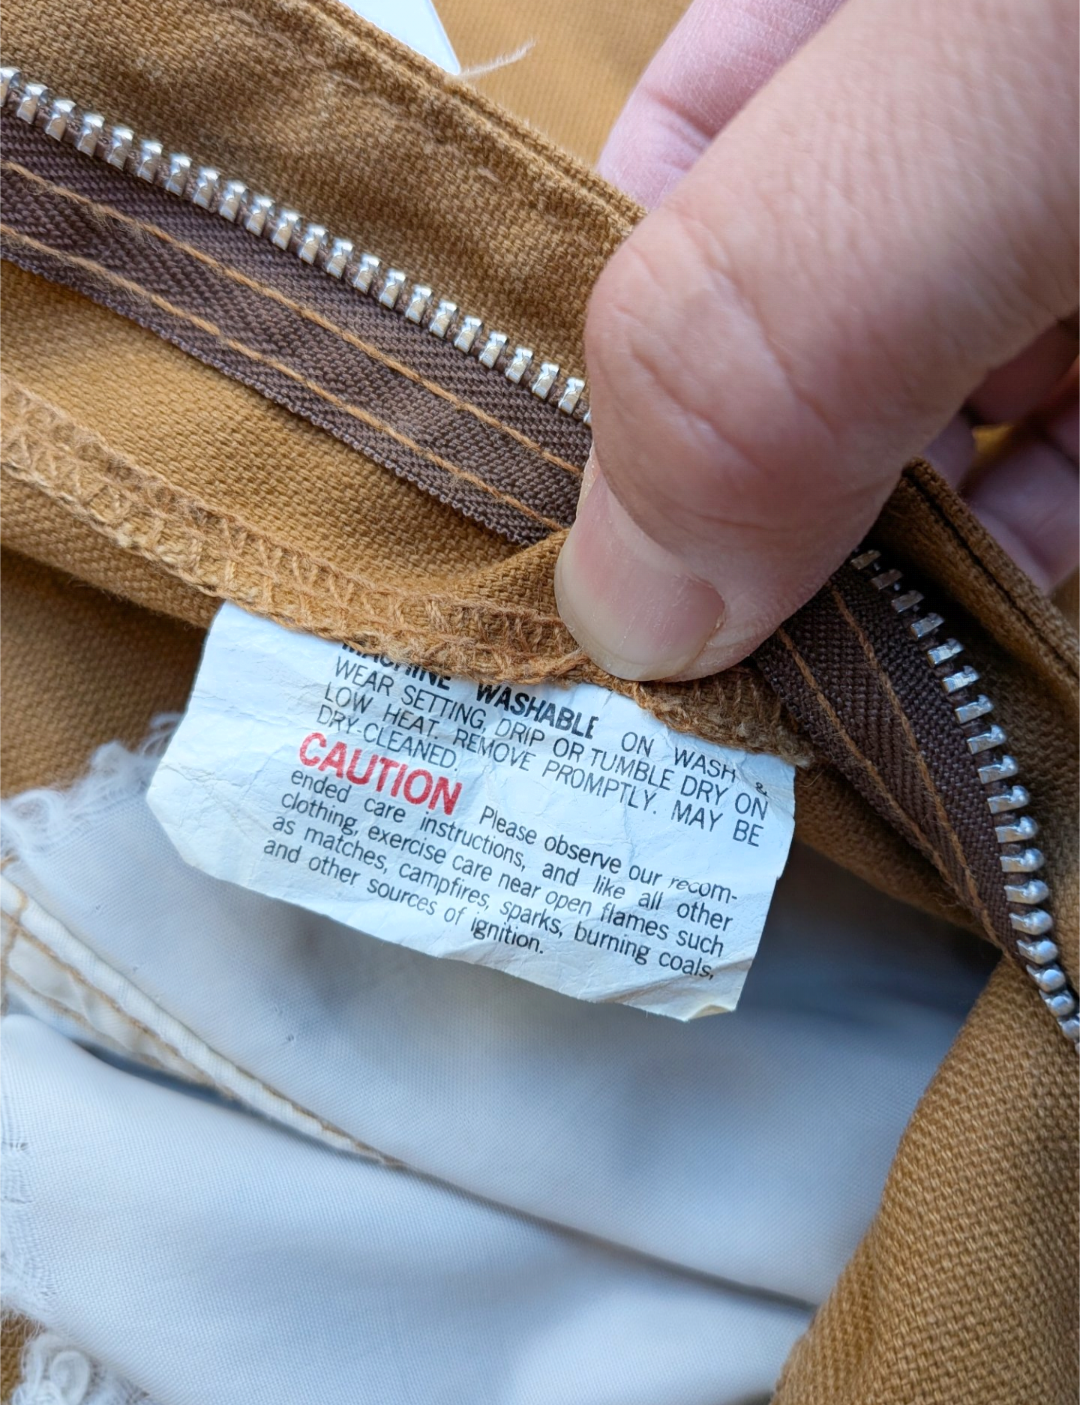 MACHINE WASHABLE ON WASH &
WEAR SETTING, DRIP OR TUMBLE DRY ON
LOW HEAT. REMOVE PROMPTLY. MAY BE
DRY-CLEANED.
CAUTION Please observe our recom-
ended care instructions, and like all other
clothing, exercise care near open flames such
as matches, campfires, sparks, burning coals,
and other sources of ignition.